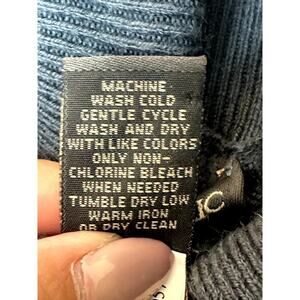 MACHINE
WASH COLD
GENTLE CYCLE
WASH AND DRY
WITH LIKE COLORS
ONLY NON-
CHLORINE BLEACH
WHEN NEEDED
TUMBLE DRY LOW
WARM IRON
OR DRY CLEAN